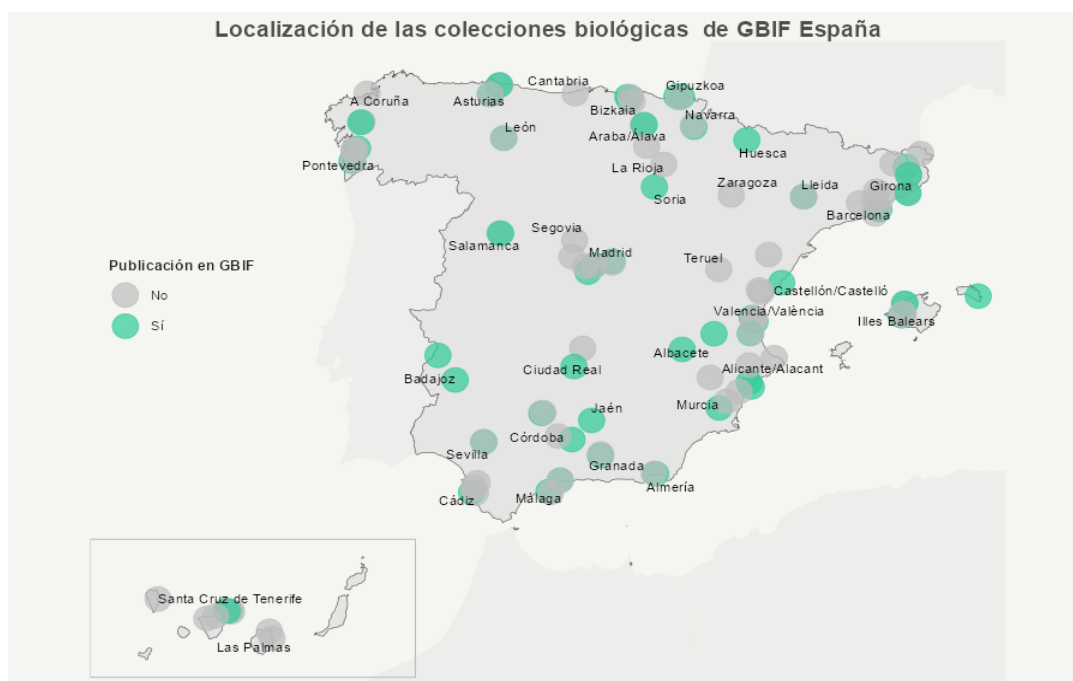 Localización de las colecciones biológicas de GBIF España
Cantabria
Gipuzkoa
A Coruña
Asturias
Bizkaia
Navarra
León
Araba/Álava
Huesca
Pontevedra
La Rioja
Zaragoza
Lleida
Girona
Soria
Barcelona
Segovia
Salamanca
Madrid
Teruel
Publicación en GBIF
No
Sí
Castellón/Castelló
Valencia/València
Illes Balears
Albacete
Ciudad Real
Alicante/Alacant
Badajoz
Murcia
Jaén
Córdoba
Sevilla
Granada
Almería
Cádiz
Málaga
Santa Cruz de Tenerife
Las Palmas